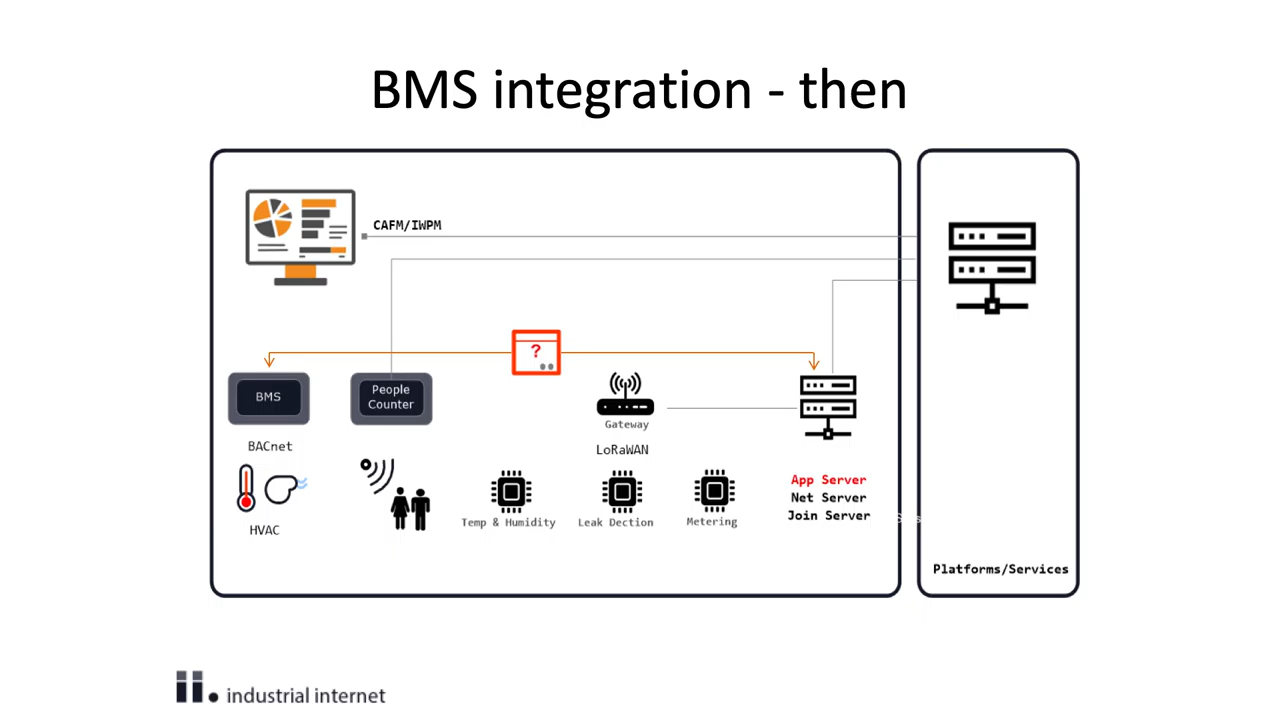 BMS integration - then
CAFM/IWPM
?
BMS
People
Counter
Gateway
BACnet
LoRaWAN
HVAC
Temp & Humidity
Leak Dection
Metering
App Server
Net Server
Join Server
Platforms/Services
ii. industrial internet